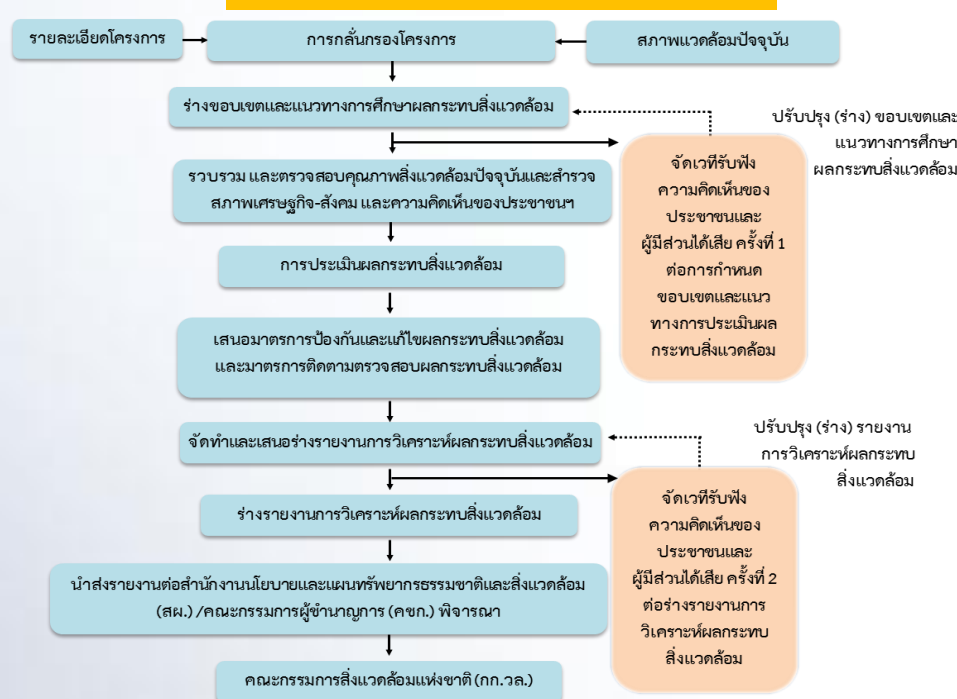 รายละเอียดโครงการ
การกลั่นกรองโครงการ
สภาพแวดล้อมปัจจุบัน
ร่างขอบเขตและแนวทางการศึกษาผลกระทบสิ่งแวดล้อม
ปรับปรุง (ร่าง) ขอบเขตและ
แนวทางการศึกษา
ผลกระทบสิ่งแวดล้อม
จัดเวทีรับฟัง
ความคิดเห็นของ
ประชาชนและ
ผู้มีส่วนได้เสีย ครั้งที่ 1
ต่อการกำหนด
ขอบเขตและแนว
ทางการประเมินผล
กระทบสิ่งแวดล้อม
รวบรวม และตรวจสอบคุณภาพสิ่งแวดล้อมปัจจุบันและสำรวจ
สภาพเศรษฐกิจ-สังคม และความคิดเห็นของประชาชนฯ
การประเมินผลกระทบสิ่งแวดล้อม
เสนอมาตรการป้องกันและแก้ไขผลกระทบสิ่งแวดล้อม
และมาตรการติดตามตรวจสอบผลกระทบสิ่งแวดล้อม
จัดทำและเสนอร่างรายงานการวิเคราะห์ผลกระทบสิ่งแวดล้อม
ปรับปรุง (ร่าง) รายงาน
การวิเคราะห์ผลกระทบ
สิ่งแวดล้อม
จัดเวทีรับฟัง
ความคิดเห็นของ
ประชาชนและ
ผู้มีส่วนได้เสีย ครั้งที่ 2
ต่อร่างรายงานการ
วิเคราะห์ผลกระทบ
สิ่งแวดล้อม
ร่างรายงานการวิเคราะห์ผลกระทบสิ่งแวดล้อม
นำส่งรายงานต่อสำนักงานนโยบายและแผนทรัพยากรธรรมชาติและสิ่งแวดล้อม
(สผ.) /คณะกรรมการผู้ชำนาญการ (คชก.) พิจารณา
คณะกรรมการสิ่งแวดล้อมแห่งชาติ (กก.วล.)